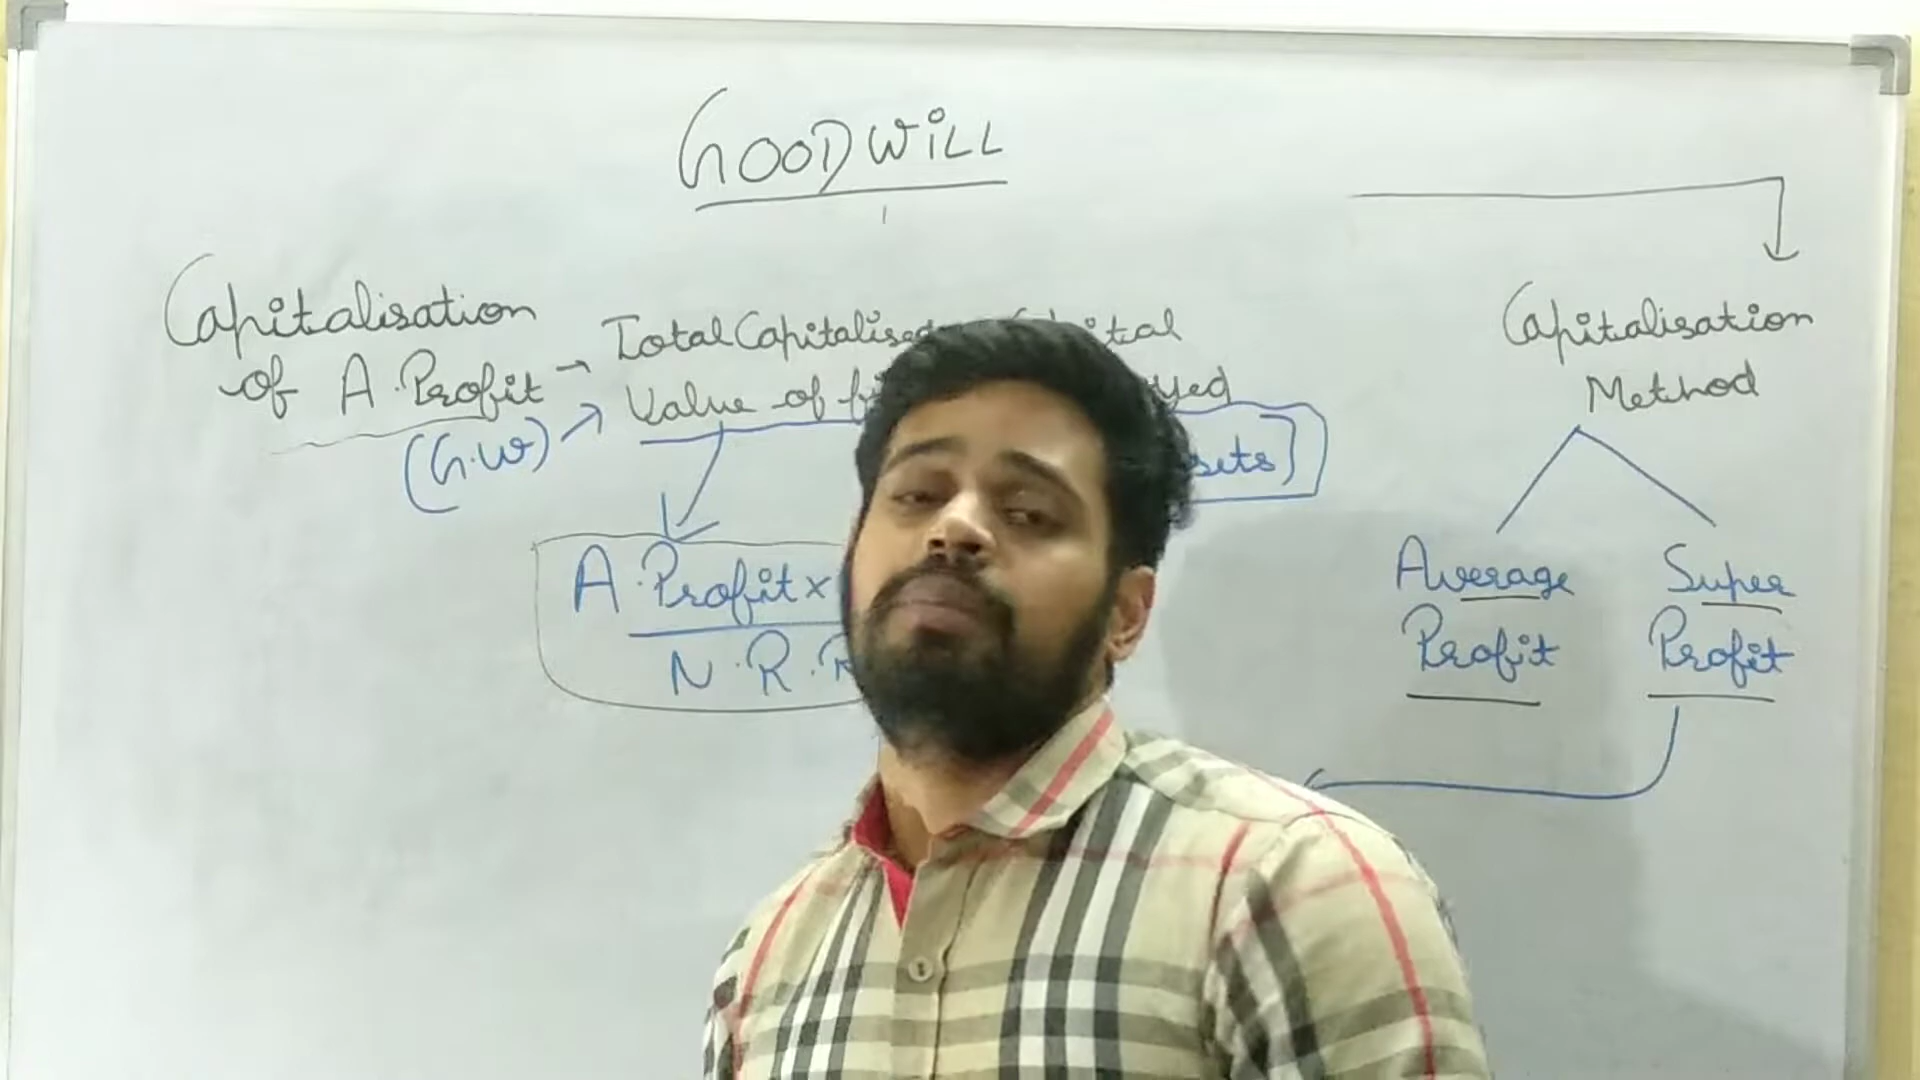 GOODWILL
Capitalisation
of A.Profit → Total Capitalised
Value of
(G.W)
A.Profit x
N.R.R
Capitalisation
Method
Average
Profit
Super
Profit